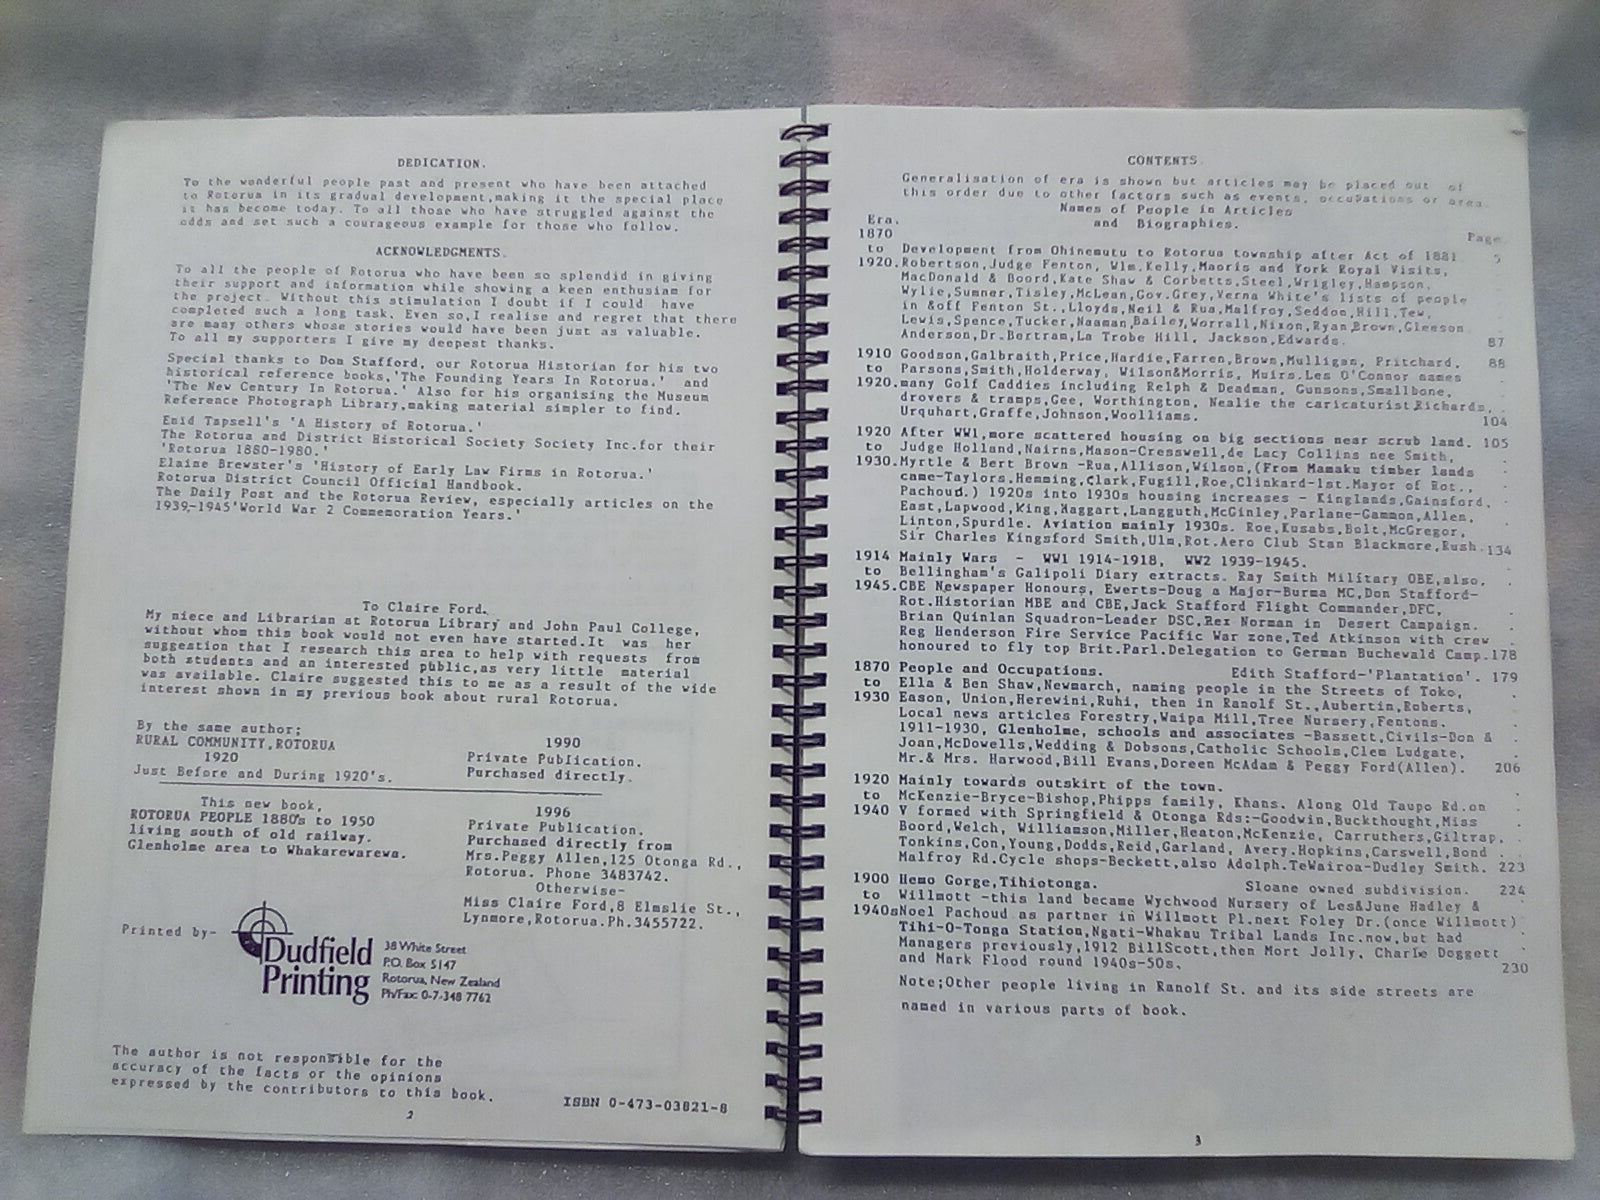 DEDICATION.
To the wonderful people past and present who have been attached
to Rotorua in its gradual development,making it the special place
it has become today. To all those who have struggled against the
odds and set such a courageous example for those who follow.
ACKNOWLEDGMENTS.
To all the people of Rotorua who have been so splendid in giving
their support and information while showing a keen enthusiasm for
the project. Without this stimulation I doubt if I could have
completed such a long task. Even so,I realise and regret that there
are many others whose stories would have been just as valuable.
To all my supporters I give my deepest thanks.
Special thanks to Don Stafford, our Rotorua Historian for his two
historical reference books,'The Founding Years In Rotorua.' and
'The New Century In Rotorua.' Also for his organising the Museum
Reference Photograph Library,making material simpler to find.
Enid Tapsell's 'A History of Rotorua.'
The Rotorua and District Historical Society Society Inc.for their
'Rotorua 1880-1980.'
Elaine Brewster's 'History of Early Law Firms in Rotorua.'
Rotorua District Council Official Handbook.
The Daily Post and the Rotorua Review, especially articles on the
1939-1945'World War 2 Commemoration Years.'
To Claire Ford.
My niece and Librarian at Rotorua Library and John Paul College,
without whom this book would not even have started.It was her
suggestion that I research this area to help with requests from
both students and an interested public,as very little material
was available. Claire suggested this to me as a result of the wide
interest shown in my previous book about rural Rotorua.
By the same author;
RURAL COMMUNITY,ROTORUA
1920
Just Before and During 1920's.
1990
Private Publication.
Purchased directly.
This new book,
ROTORUA PEOPLE 1880's to 1950
living south of old railway.
Glenholme area to Whakarewarewa.
1996
Private Publication.
Purchased directly from
Mrs.Peggy Allen,125 Otonga Rd.,
Rotorua. Phone 3483742.
Otherwise-
Miss Claire Ford,8 Elmslie St.,
Lynmore,Rotorua.Ph.3455722.
Printed by-
Dudfield
Printing
38 White Street
P.O. Box 5147
Rotorua, New Zealand
Ph/Fax: 0-7-348 7762
The author is not responsible for the
accuracy of the facts or the opinions
expressed by the contributors to this book.
ISBN 0-473-03821-8
2
CONTENTS
Generalisation of era is shown but articles may be placed out of
this order due to other factors such as events, occupations or area.
Names of People in Articles
Era. and Biographies.
1870 Page
to Development from Ohinemutu to Rotorua township after Act of 1881 5
1920.Robertson,Judge Fenton, Wlm.Kelly,Maoris and York Royal Visits,
MacDonald & Boord,Kate Shaw & Corbetts,Steel,Wrigley,Hampson,
Wylie,Sumner,Tisley,McLean,Gov.Grey,Verna White's lists of people
in &off Fenton St.,Lloyds,Neil & Rua,Malfroy,Seddon,Hill,Tew,
Lewis,Spence,Tucker,Naaman,Bailey,Worrall,Nixon,Ryan,Brown,Gleeson
Anderson,Dr.Bertram,La Trobe Hill, Jackson,Edwards. 87
1910 Goodson,Galbraith,Price,Hardie,Farren,Brown,Mulligan, Pritchard, 88
to Parsons,Smith,Holderway, Wilson&Morris, Muirs.Les O'Connor names
1920.many Golf Caddies including Relph & Deadman, Gunsons,Smallbone,
drovers & tramps,Gee, Worthington, Nealie the caricaturist,Richards,
Urquhart,Graffe,Johnson,Woolliams. 104
1920 After WW1,more scattered housing on big sections near scrub land. 105
to Judge Holland,Nairns,Mason-Cresswell,de Lacy Collins nee Smith,
1930.Myrtle & Bert Brown -Rua,Allison,Wilson,(From Mamaku timber lands
came-Taylors.Hemming,Clark,Fugill,Roe,Clinkard-1st.Mayor of Rot.,
Pachoud.) 1920s into 1930s housing increases - Kinglands,Gainsford,
East,Lapwood,King,Haggart,Langguth,McGinley,Parlane-Gammon,Allen,
Linton,Spurdle. Aviation mainly 1930s. Roe,Kusabs,Bolt,McGregor,
Sir Charles Kingsford Smith,Ulm,Rot.Aero Club Stan Blackmore,Rush.134
1914 Mainly Wars - WW1 1914-1918, WW2 1939-1945.
to Bellingham's Galipoli Diary extracts. Ray Smith Military OBE,also,
1945.CBE Newspaper Honours, Ewerts-Doug a Major-Burma MC,Don Stafford-
Rot.Historian MBE and CBE,Jack Stafford Flight Commander,DFC,
Brian Quinlan Squadron-Leader DSC,Rex Norman in Desert Campaign.
Reg Henderson Fire Service Pacific War zone,Ted Atkinson with crew
honoured to fly top Brit.Parl.Delegation to German Buchewald Camp.178
1870 People and Occupations. Edith Stafford-'Plantation'. 179
to Ella & Ben Shaw,Newmarch, naming people in the Streets of Toko,
1930 Eason, Union,Herewini,Ruhi, then in Ranolf St.,Aubertin,Roberts,
Local news articles Forestry,Waipa Mill,Tree Nursery,Fentons.
1911-1930, Glenholme, schools and associates -Bassett,Civils-Don &
Joan,McDowells,Wedding & Dobsons,Catholic Schools,Clem Ludgate,
Mr.& Mrs. Harwood,Bill Evans,Doreen McAdam & Peggy Ford(Allen). 206
1920 Mainly towards outskirt of the town.
to McKenzie-Bryce-Bishop,Phipps family, Khans. Along Old Taupo Rd.on
1940 V formed with Springfield & Otonga Rds:-Goodwin,Buckthought,Miss
Boord,Welch, Williamson,Miller,Heaton,McKenzie, Carruthers,Giltrap,
Tonkins,Con,Young,Dodds,Reid,Garland, Avery.Hopkins,Carswell,Bond
Malfroy Rd.Cycle shops-Beckett,also Adolph.TeWairoa-Dudley Smith. 223
1900 Hemo Gorge,Tihiotonga. Sloane owned subdivision. 224
to Willmott -this land became Wychwood Nursery of Les&June Hadley &
1940sNoel Pachoud as partner in Willmott Pl.next Foley Dr.(once Willmott)
Tihi-O-Tonga Station,Ngati-Whakau Tribal Lands Inc.now,but had
Managers previously,1912 BillScott,then Mort Jolly, Charlie Doggett
and Mark Flood round 1940s-50s. 230
Note;Other people living in Ranolf St. and its side streets are
named in various parts of book.
3